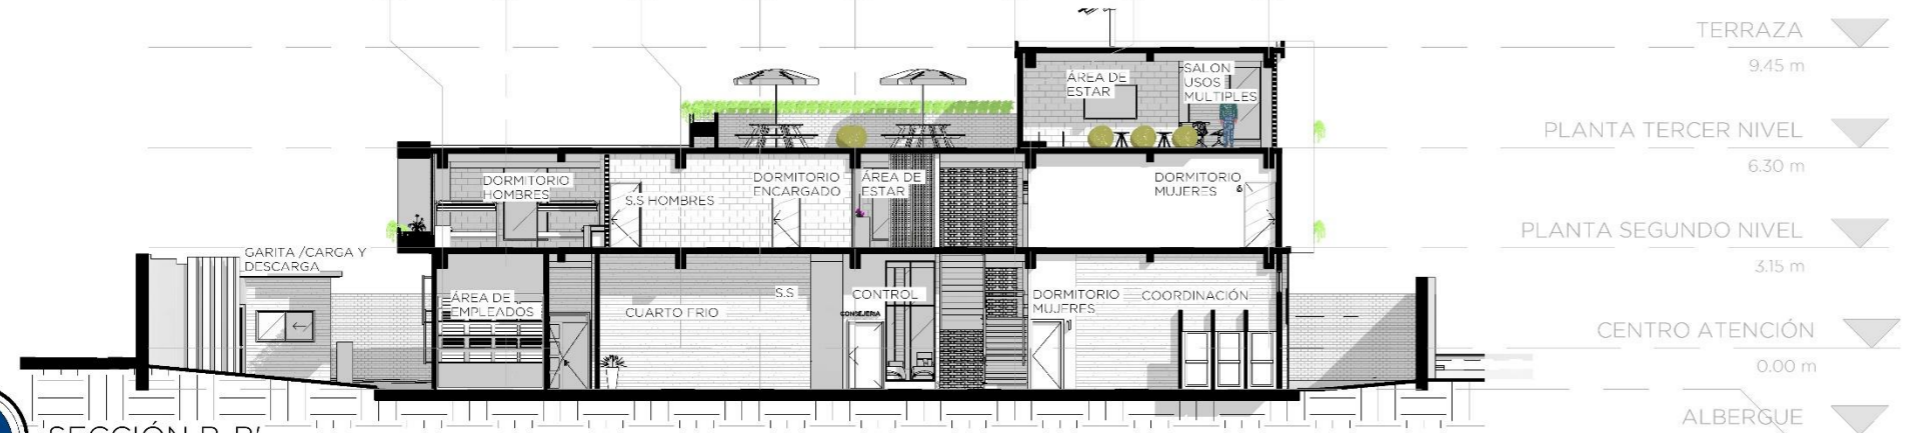 TERRAZA
9.45 m
ÁREA DE
ESTAR
SALON
USOS
MULTIPLES
PLANTA TERCER NIVEL
6.30 m
DORMITORIO
HOMBRES
S.S HOMBRES
DORMITORIO
ENCARGADO
ÁREA DE
ESTAR
DORMITORIO
MUJERES
PLANTA SEGUNDO NIVEL
3.15 m
GARITA /CARGA Y
DESCARGA
ÁREA DE
EMPLEADOS
CUARTO FRIO
S.S
CONTROL
CONSEJERIA
DORMITORIO
MUJERES
COORDINACIÓN
CENTRO ATENCIÓN
0.00 m
ALBERGUE
SECCIÓN B-B'